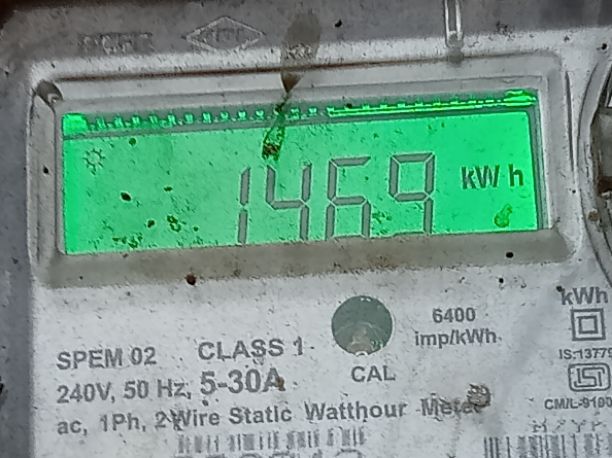 1469 kWh
6400
imp/kWh
kWh
SPEM 02 CLASS 1
240V, 50 Hz, 5-30A
CAL
IS:13779
ac, 1Ph, 2Wire Static Watthour Meter